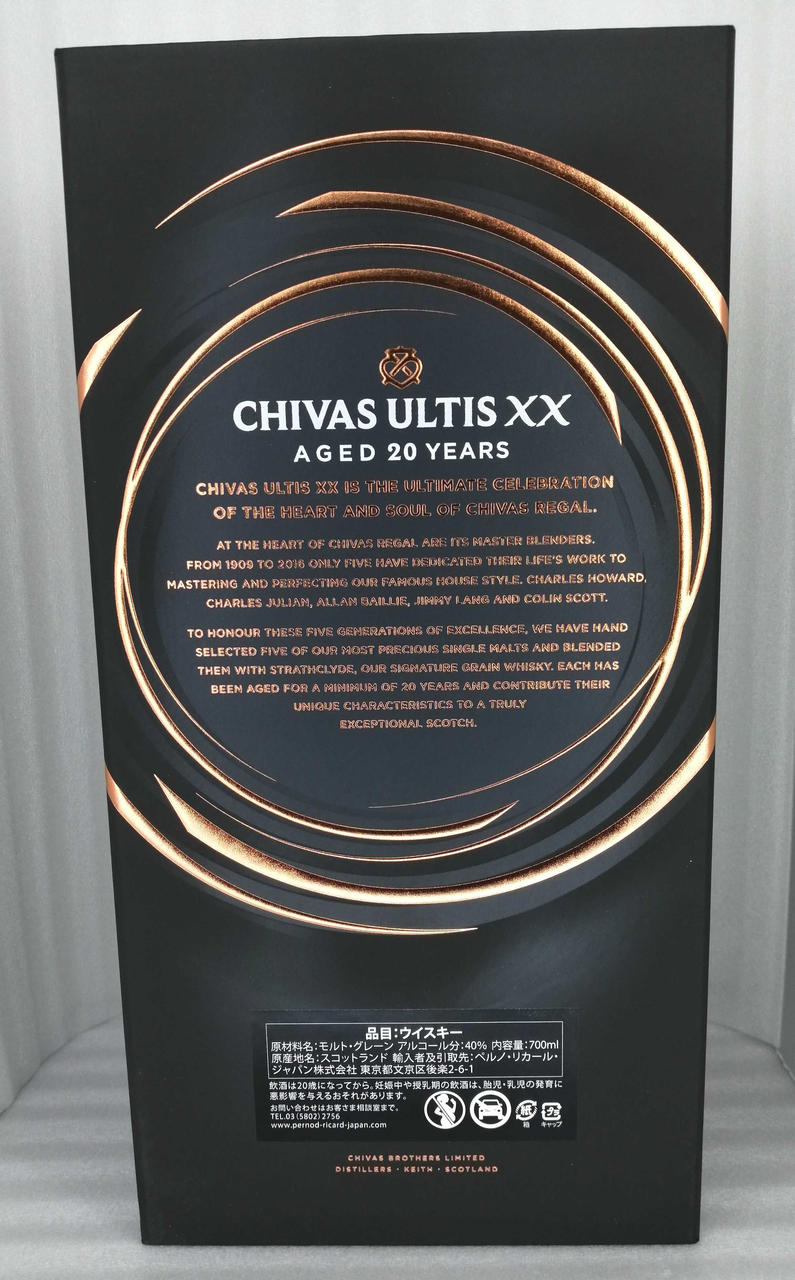 CHIVAS ULTIS XX
AGED 20 YEARS
CHIVAS ULTIS XX IS THE ULTIMATE CELEBRATION
OF THE HEART AND SOUL OF CHIVAS REGAL.
AT THE HEART OF CHIVAS REGAL ARE ITS MASTER BLENDERS.
FROM 1909 TO 2016 ONLY FIVE HAVE DEDICATED THEIR LIFE'S WORK TO
MASTERING AND PERFECTING OUR FAMOUS HOUSE STYLE. CHARLES HOWARD,
CHARLES JULIAN, ALLAN BAILLIE, JIMMY LANG AND COLIN SCOTT.
TO HONOUR THESE FIVE GENERATIONS OF EXCELLENCE, WE HAVE HAND
SELECTED FIVE OF OUR MOST PRECIOUS SINGLE MALTS AND BLENDED
THEM WITH STRATHCLYDE, OUR SIGNATURE GRAIN WHISKY. EACH HAS
BEEN AGED FOR A MINIMUM OF 20 YEARS AND CONTRIBUTE THEIR
UNIQUE CHARACTERISTICS TO A TRULY
EXCEPTIONAL SCOTCH.
品目:ウイスキー
原材料名:モルト・グレーン アルコール分:40% 内容量:700ml
原産地名:スコットランド 輸入者及引取先:ペルノ・リカール・
ジャパン株式会社 東京都文京区後楽2-6-1
飲酒は20歳になってから。妊娠中や授乳期の飲酒は、胎児・乳児の発育に
悪影響を与えるおそれがあります。
お問い合わせはお客さま相談室まで。
TEL.03(5802)2756
www.pernod-ricard-japan.com
紙
箱
プラ
キャップ
CHIVAS BROTHERS LIMITED
DISTILLERS · KEITH · SCOTLAND